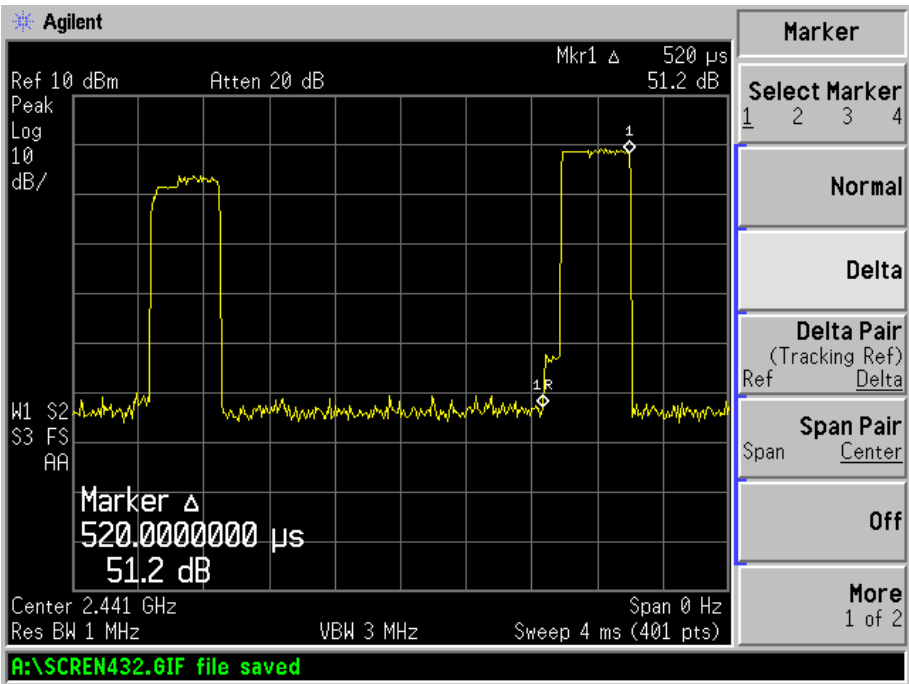 Agilent
Mkr1 Δ 520 µs
Ref 10 dBm Atten 20 dB 51.2 dB
Peak
Log
10
dB/
1
1R
W1 S2
S3 FS
AA
Marker Δ
520.0000000 µs
51.2 dB
Center 2.441 GHz Span 0 Hz
Res BW 1 MHz VBW 3 MHz Sweep 4 ms (401 pts)
A:\SCREN432.GIF file saved
Marker
Select Marker
1 2 3 4
Normal
Delta
Delta Pair
(Tracking Ref)
Ref Delta
Span Pair
Span Center
Off
More
1 of 2